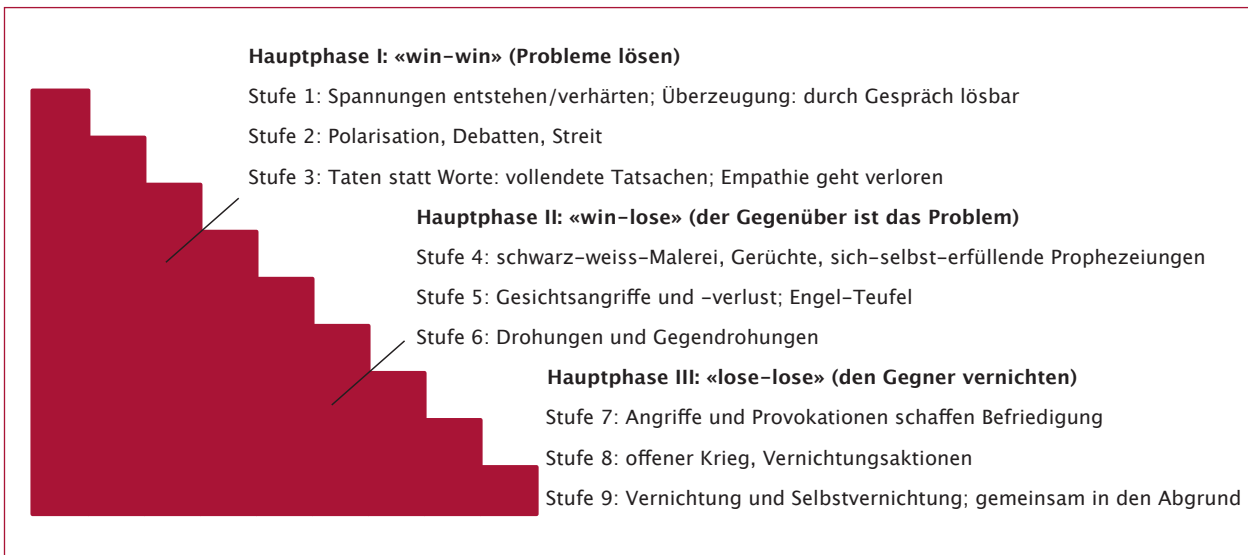 Hauptphase I: «win-win» (Probleme lösen)
Stufe 1: Spannungen entstehen/verhärten; Überzeugung: durch Gespräch lösbar
Stufe 2: Polarisation, Debatten, Streit
Stufe 3: Taten statt Worte: vollendete Tatsachen; Empathie geht verloren
Hauptphase II: «win-lose» (der Gegenüber ist das Problem)
Stufe 4: schwarz-weiss-Malerei, Gerüchte, sich-selbst-erfüllende Prophezeiungen
Stufe 5: Gesichtsangriffe und -verlust; Engel-Teufel
Stufe 6: Drohungen und Gegendrohungen
Hauptphase III: «lose-lose» (den Gegner vernichten)
Stufe 7: Angriffe und Provokationen schaffen Befriedigung
Stufe 8: offener Krieg, Vernichtungsaktionen
Stufe 9: Vernichtung und Selbstvernichtung; gemeinsam in den Abgrund